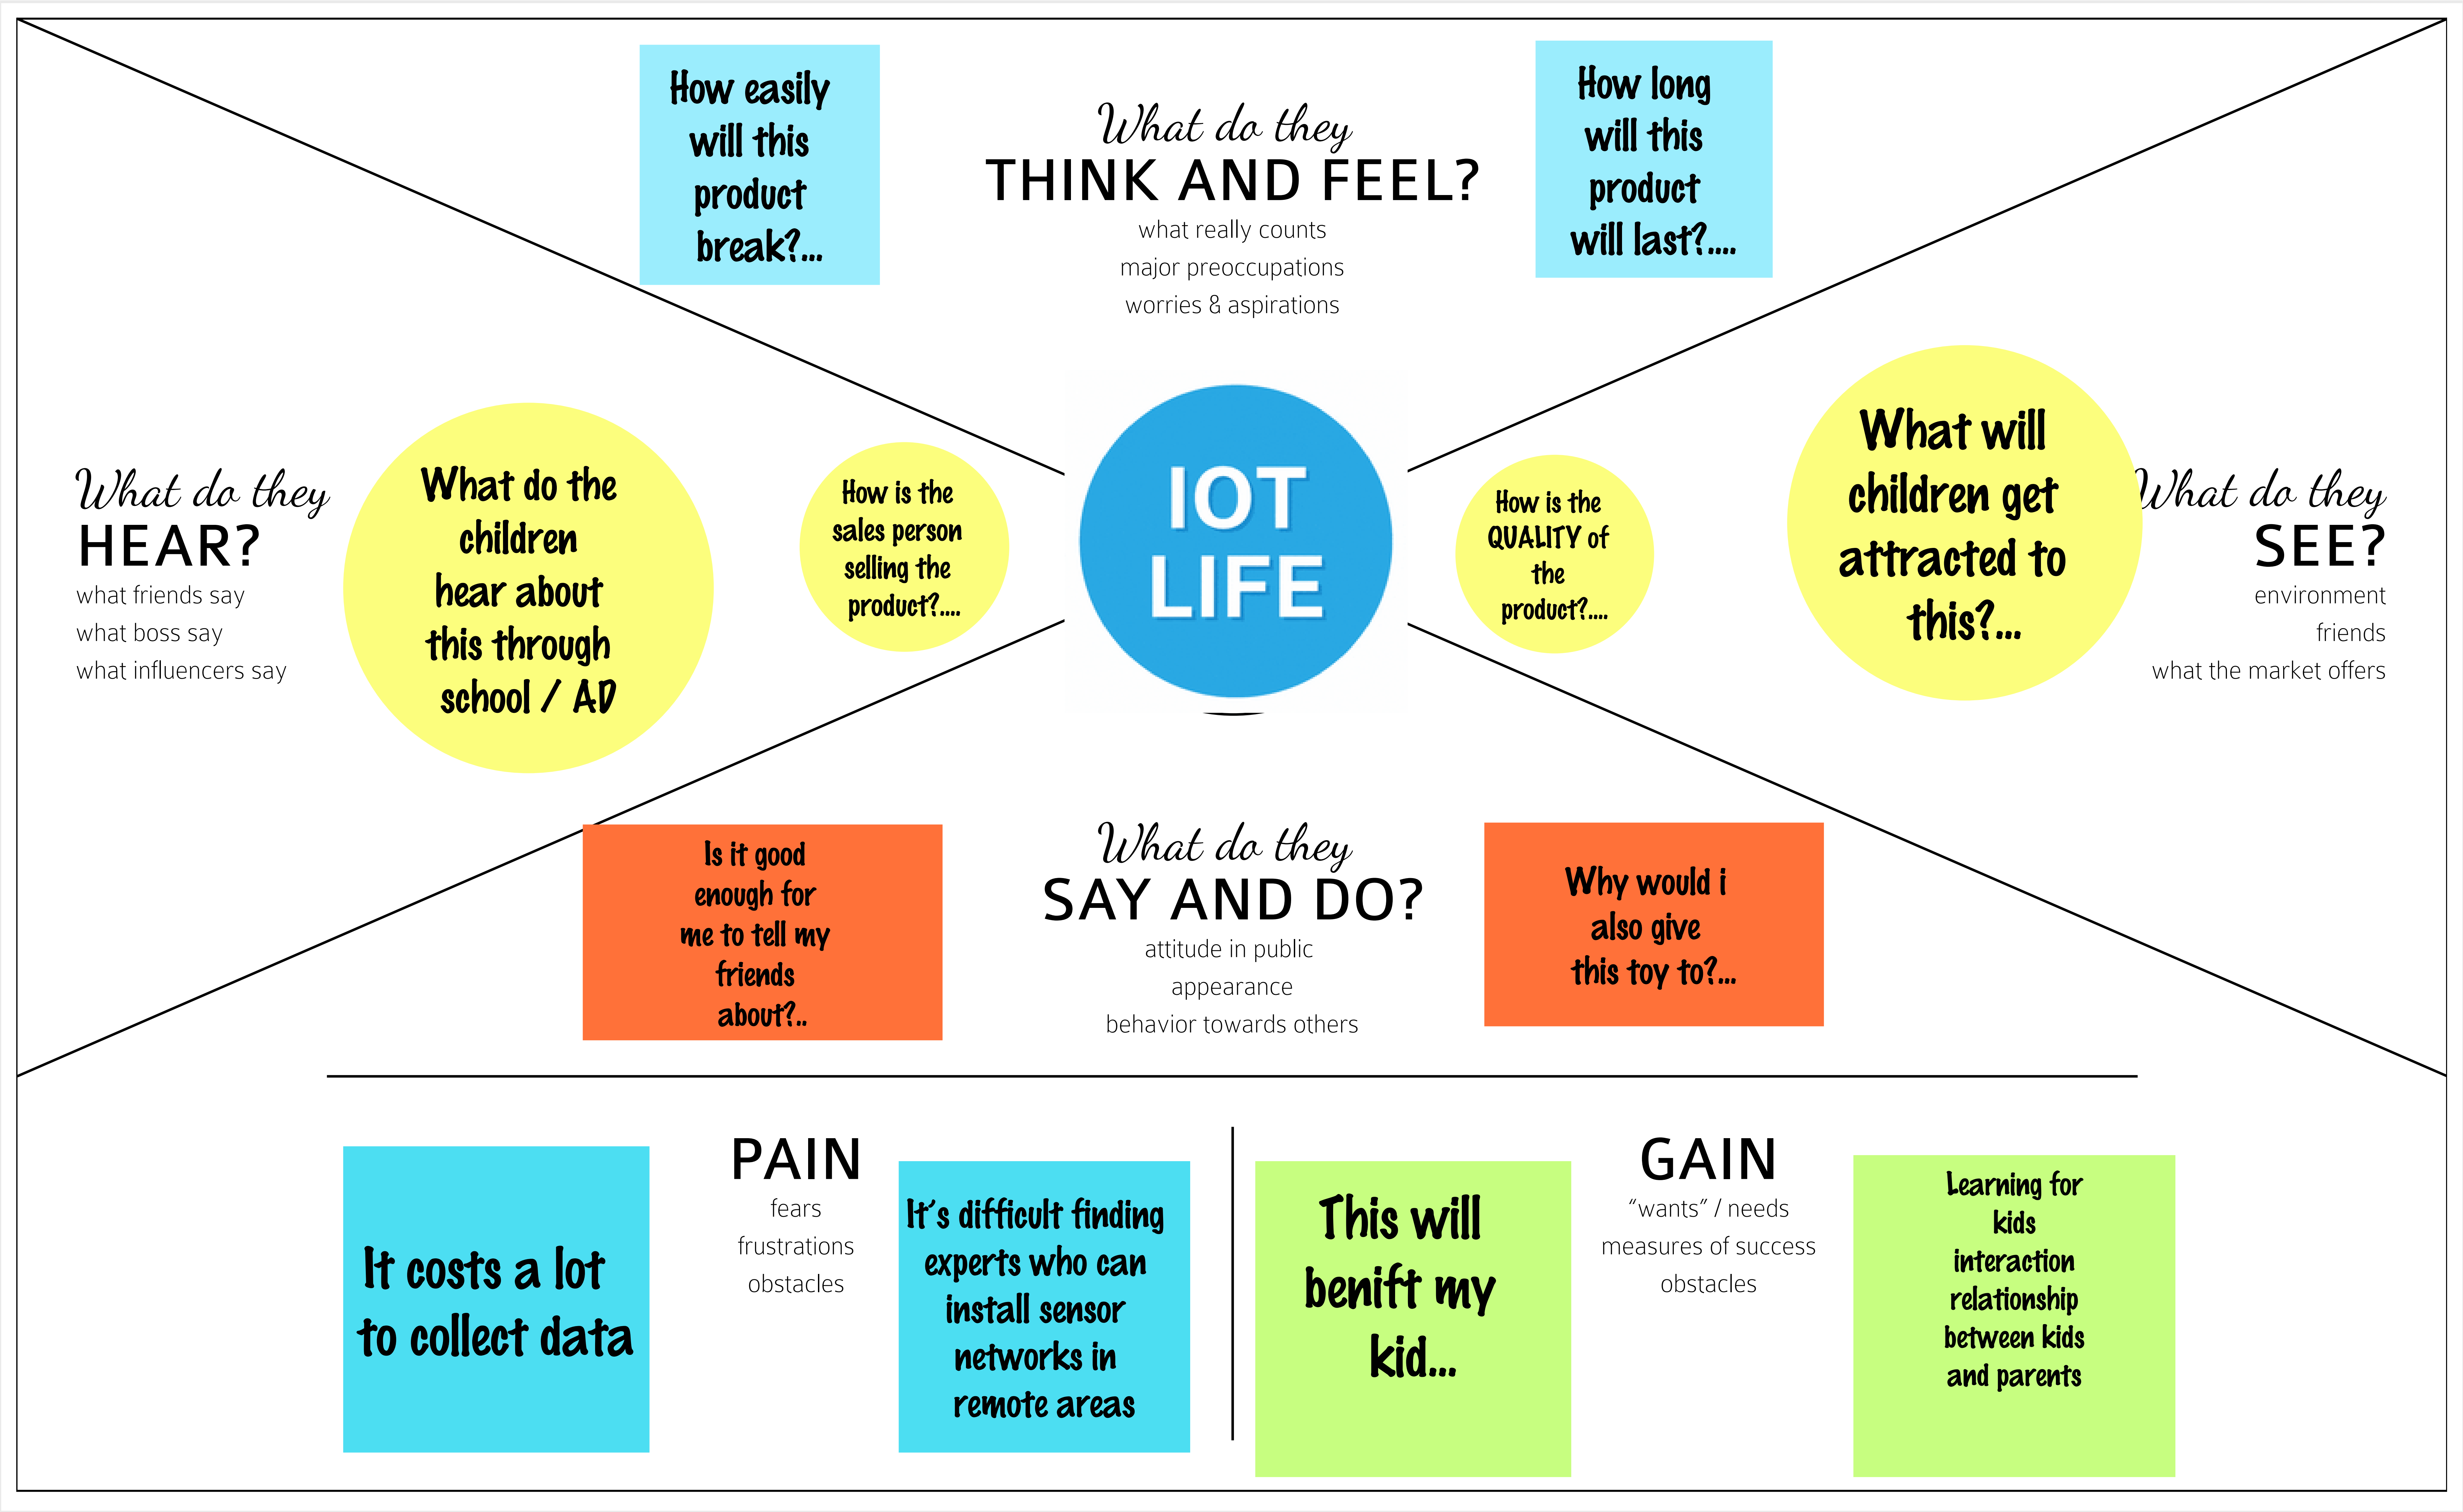 How easily
will this
product
break?...
What do they
THINK AND FEEL?
what really counts
major preoccupations
worries & aspirations
How long
will this
product
will last?....
What do they
HEAR?
what friends say
what boss say
what influencers say
What do the
children
hear about
this through
school / AD
How is the
sales person
selling the
product?....
IOT
LIFE
How is the
QUALITY of
the
product?....
What will
children get
attracted to
this?...
What do they
SEE?
environment
friends
what the market offers
Is it good
enough for
me to tell my
friends
about?..
What do they
SAY AND DO?
attitude in public
appearance
behavior towards others
Why would i
also give
this toy to?...
It costs a lot
to collect data
PAIN
fears
frustrations
obstacles
It's difficult finding
experts who can
install sensor
networks in
remote areas
This will
benift my
kid...
GAIN
“wants” / needs
measures of success
obstacles
Learning for
kids
interaction
relationship
between kids
and parents